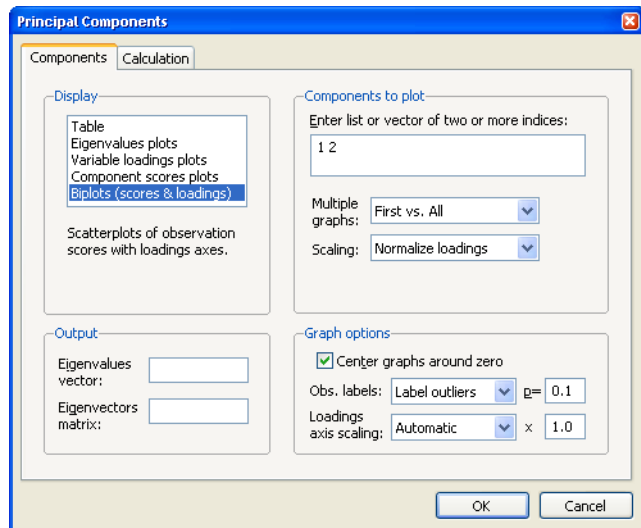 Principal Components
Components
Calculation
Display
Table
Eigenvalues plots
Variable loadings plots
Component scores plots
Biplots (scores & loadings)
Scatterplots of observation
scores with loadings axes.
Components to plot
Enter list or vector of two or more indices:
1 2
Multiple
graphs:
First vs. All
Scaling:
Normalize loadings
Output
Eigenvalues
vector:
Eigenvectors
matrix:
Graph options
Center graphs around zero
Obs. labels:
Label outliers
p=
0.1
Loadings
axis scaling:
Automatic
x
1.0
OK
Cancel